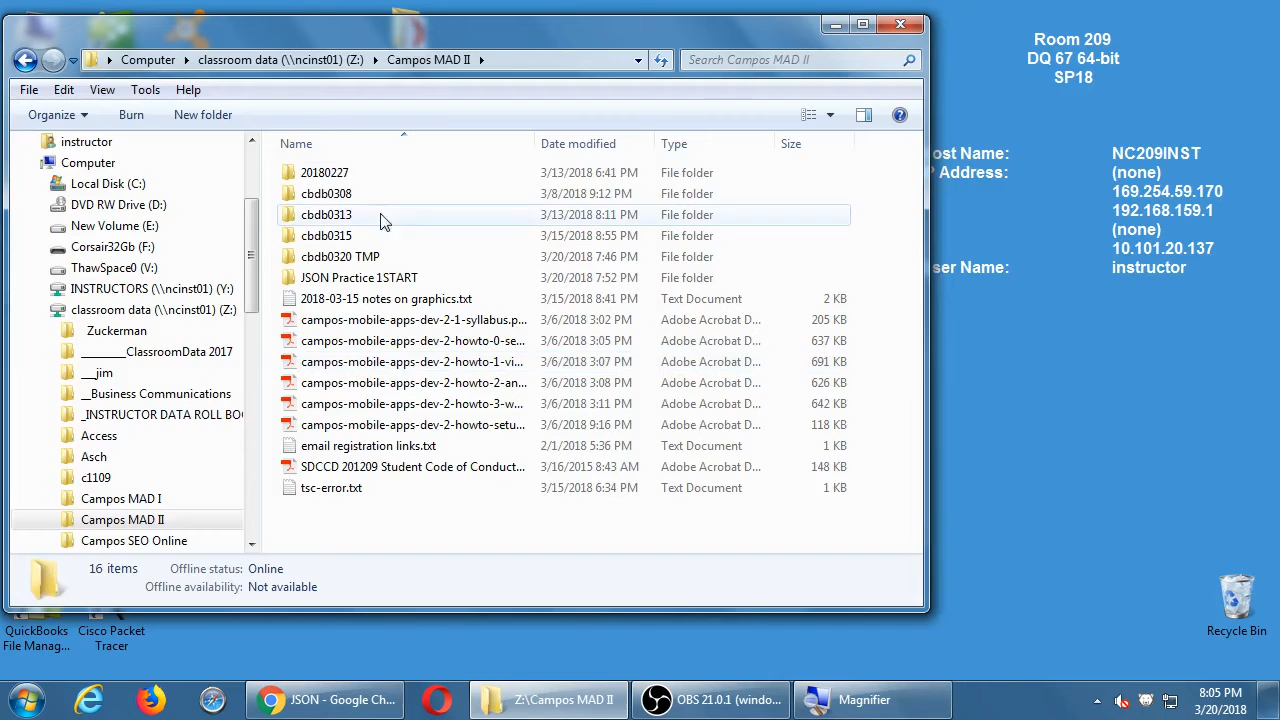 Room 209
DQ 67 64-bit
SP18
ost Name: NC209INST
P Address: (none)
169.254.59.170
192.168.159.1
(none)
10.101.20.137
ser Name: instructor
Computer classroom data (\\ncinst01) (Z:) Campos MAD II
Search Campos MAD II
File Edit View Tools Help
Organize Burn New folder
instructor
Computer
Local Disk (C:)
DVD RW Drive (D:)
New Volume (E:)
Corsair32Gb (F:)
ThawSpace0 (V:)
INSTRUCTORS (\\ncinst01) (Y:)
classroom data (\\ncinst01) (Z:)
Zuckerman
________ClassroomData 2017
___jim
__Business Communications
_INSTRUCTOR DATA ROLL BO
Access
Asch
c1109
Campos MAD I
Campos MAD II
Campos SEO Online
Name Date modified Type Size
20180227 3/13/2018 6:41 PM File folder
cbdb0308 3/8/2018 9:12 PM File folder
cbdb0313 3/13/2018 8:11 PM File folder
cbdb0315 3/15/2018 8:55 PM File folder
cbdb0320 TMP 3/20/2018 7:46 PM File folder
JSON Practice 1START 3/20/2018 7:52 PM File folder
2018-03-15 notes on graphics.txt 3/15/2018 8:41 PM Text Document 2 KB
campos-mobile-apps-dev-2-1-syllabus.p... 3/6/2018 3:02 PM Adobe Acrobat D... 205 KB
campos-mobile-apps-dev-2-howto-0-se... 3/6/2018 3:05 PM Adobe Acrobat D... 637 KB
campos-mobile-apps-dev-2-howto-1-vi... 3/6/2018 3:07 PM Adobe Acrobat D... 691 KB
campos-mobile-apps-dev-2-howto-2-an... 3/6/2018 3:08 PM Adobe Acrobat D... 626 KB
campos-mobile-apps-dev-2-howto-3-w... 3/6/2018 3:11 PM Adobe Acrobat D... 642 KB
campos-mobile-apps-dev-2-howto-setu... 3/6/2018 9:16 PM Adobe Acrobat D... 118 KB
email registration links.txt 2/1/2018 5:36 PM Text Document 1 KB
SDCCD 201209 Student Code of Conduct... 3/16/2015 8:43 AM Adobe Acrobat D... 148 KB
tsc-error.txt 3/15/2018 6:34 PM Text Document 1 KB
16 items Offline status: Online
Offline availability: Not available
QuickBooks File Manag...
Cisco Packet Tracer
Recycle Bin
JSON - Google Ch...
Z:\Campos MAD II
OBS 21.0.1 (windo...
Magnifier
8:05 PM
3/20/2018